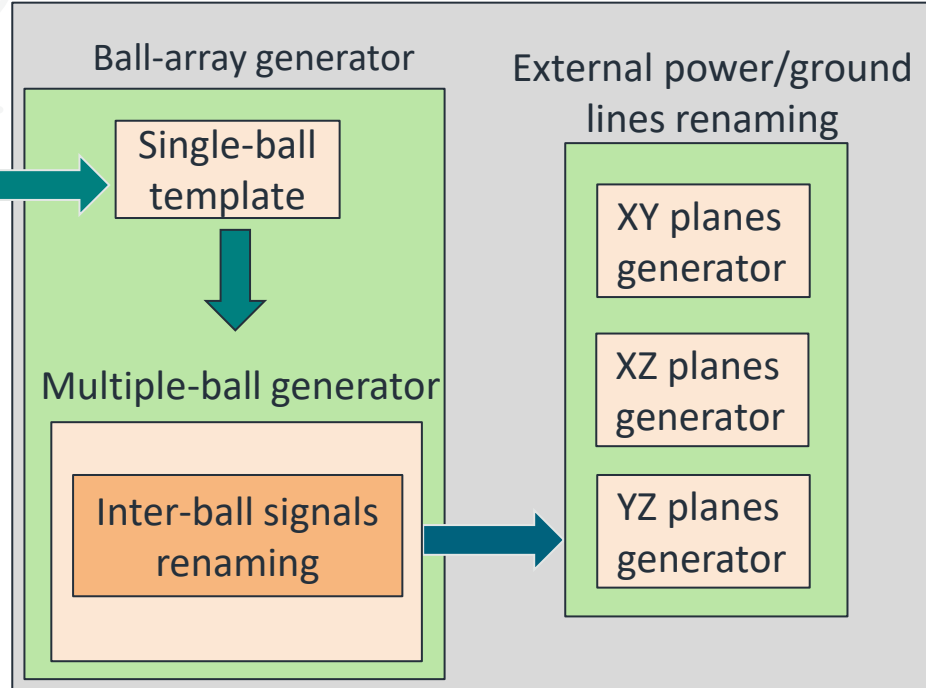 Ball-array generator
Single-ball
template
Multiple-ball generator
Inter-ball signals
renaming
External power/ground
lines renaming
XY planes
generator
XZ planes
generator
YZ planes
generator